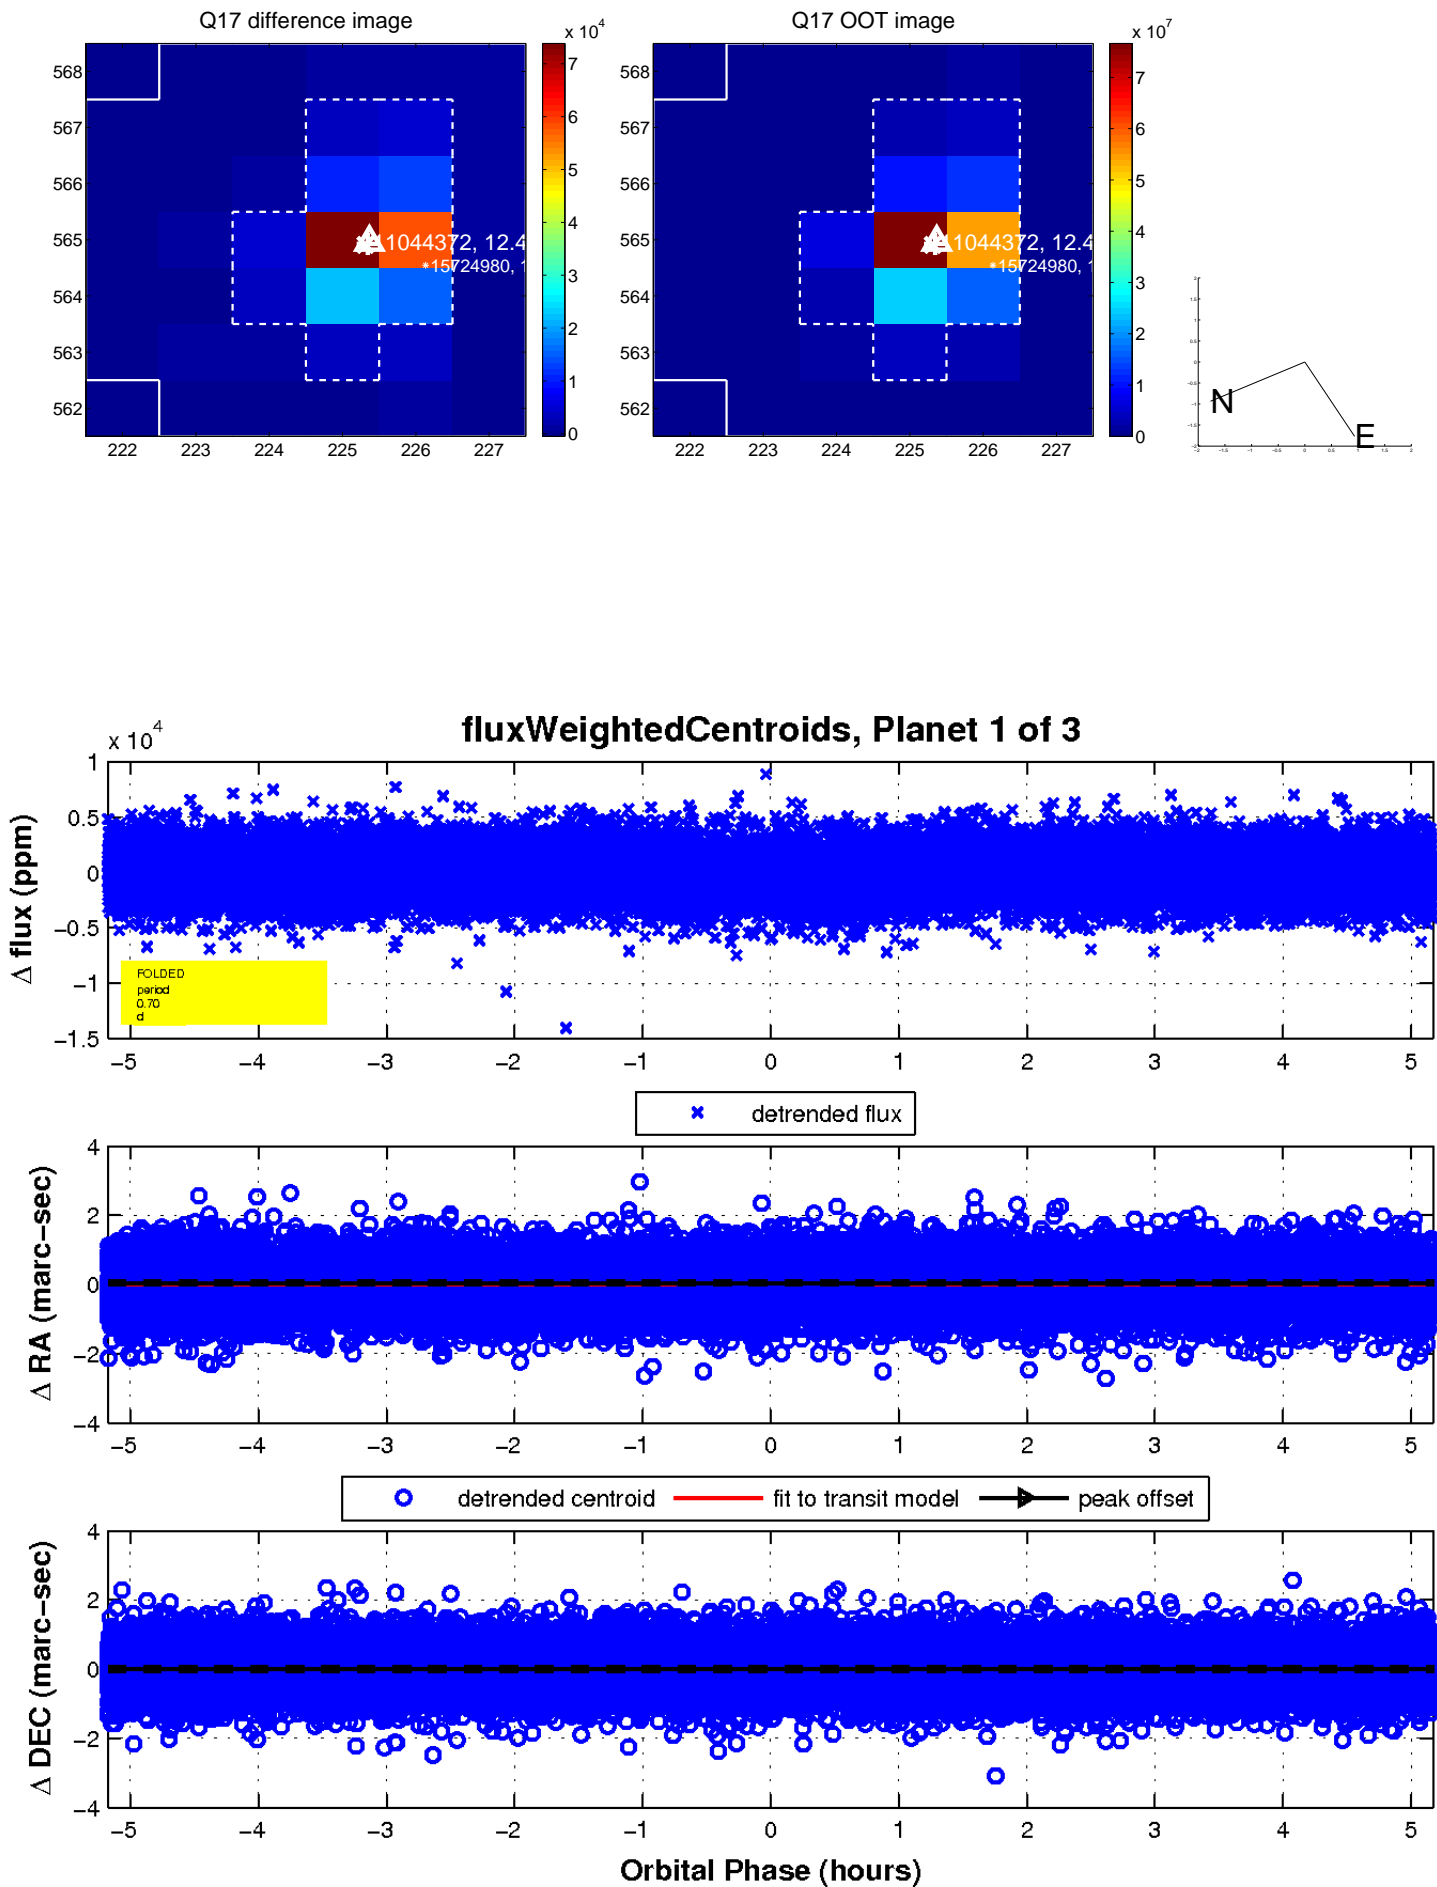 Q17 difference image
Q17 OOT image
x 10^4
x 10^7
568
567
566
565
564
563
562
222 223 224 225 226 227
7
6
5
4
3
2
1
0
11044372, 12.4
*15724980, 1
568
567
566
565
564
563
562
222 223 224 225 226 227
7
6
5
4
3
2
1
0
11044372, 12.4
*15724980, 1
N
E
fluxWeightedCentroids, Planet 1 of 3
x 10^4
1
0.5
0
−0.5
−1
−1.5
Δ flux (ppm)
FOLDED
period
0.70
d
−5 −4 −3 −2 −1 0 1 2 3 4 5
detrended flux
4
2
0
−2
−4
Δ RA (marc−sec)
−5 −4 −3 −2 −1 0 1 2 3 4 5
detrended centroid fit to transit model peak offset
4
2
0
−2
−4
Δ DEC (marc−sec)
−5 −4 −3 −2 −1 0 1 2 3 4 5
Orbital Phase (hours)